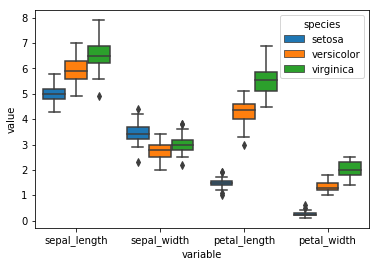 8
7
6
5
4
3
2
1
0
value
species
setosa
versicolor
virginica
sepal_length sepal_width petal_length petal_width
variable